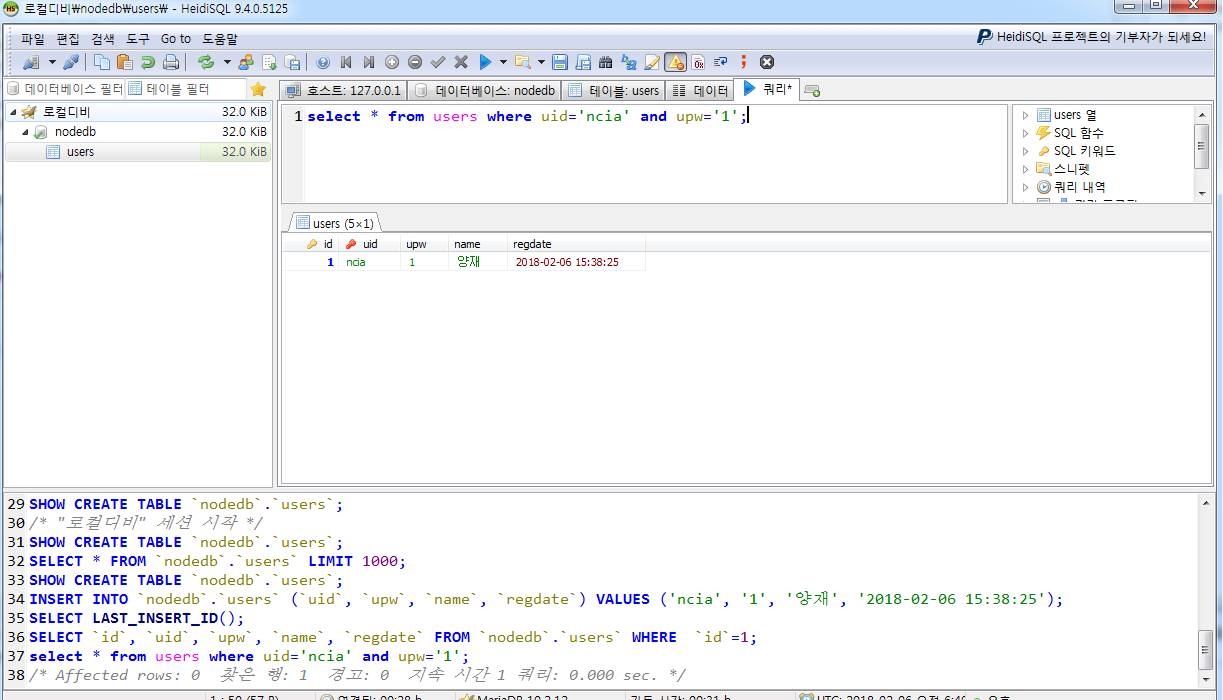 로컬디비\nodedb\users\ - HeidiSQL 9.4.0.5125
파일 편집 검색 도구 Go to 도움말
HeidiSQL 프로젝트의 기부자가 되세요!
데이터베이스 필터 테이블 필터
호스트: 127.0.0.1 데이터베이스: nodedb 테이블: users 데이터 쿼리*
로컬디비 32.0 KiB
nodedb 32.0 KiB
users 32.0 KiB
1 select * from users where uid='ncia' and upw='1';
users 열
SQL 함수
SQL 키워드
스니펫
쿼리 내역
users (5×1)
id uid upw name regdate
1 ncia 1 양재 2018-02-06 15:38:25
29 SHOW CREATE TABLE `nodedb`.`users`;
30 /* "로컬디비" 세션 시작 */
31 SHOW CREATE TABLE `nodedb`.`users`;
32 SELECT * FROM `nodedb`.`users` LIMIT 1000;
33 SHOW CREATE TABLE `nodedb`.`users`;
34 INSERT INTO `nodedb`.`users` (`uid`, `upw`, `name`, `regdate`) VALUES ('ncia', '1', '양재', '2018-02-06 15:38:25');
35 SELECT LAST_INSERT_ID();
36 SELECT `id`, `uid`, `upw`, `name`, `regdate` FROM `nodedb`.`users` WHERE  `id`=1;
37 select * from users where uid='ncia' and upw='1';
38 /* Affected rows: 0  찾은 행: 1  경고: 0  지속 시간 1 쿼리: 0.000 sec. */